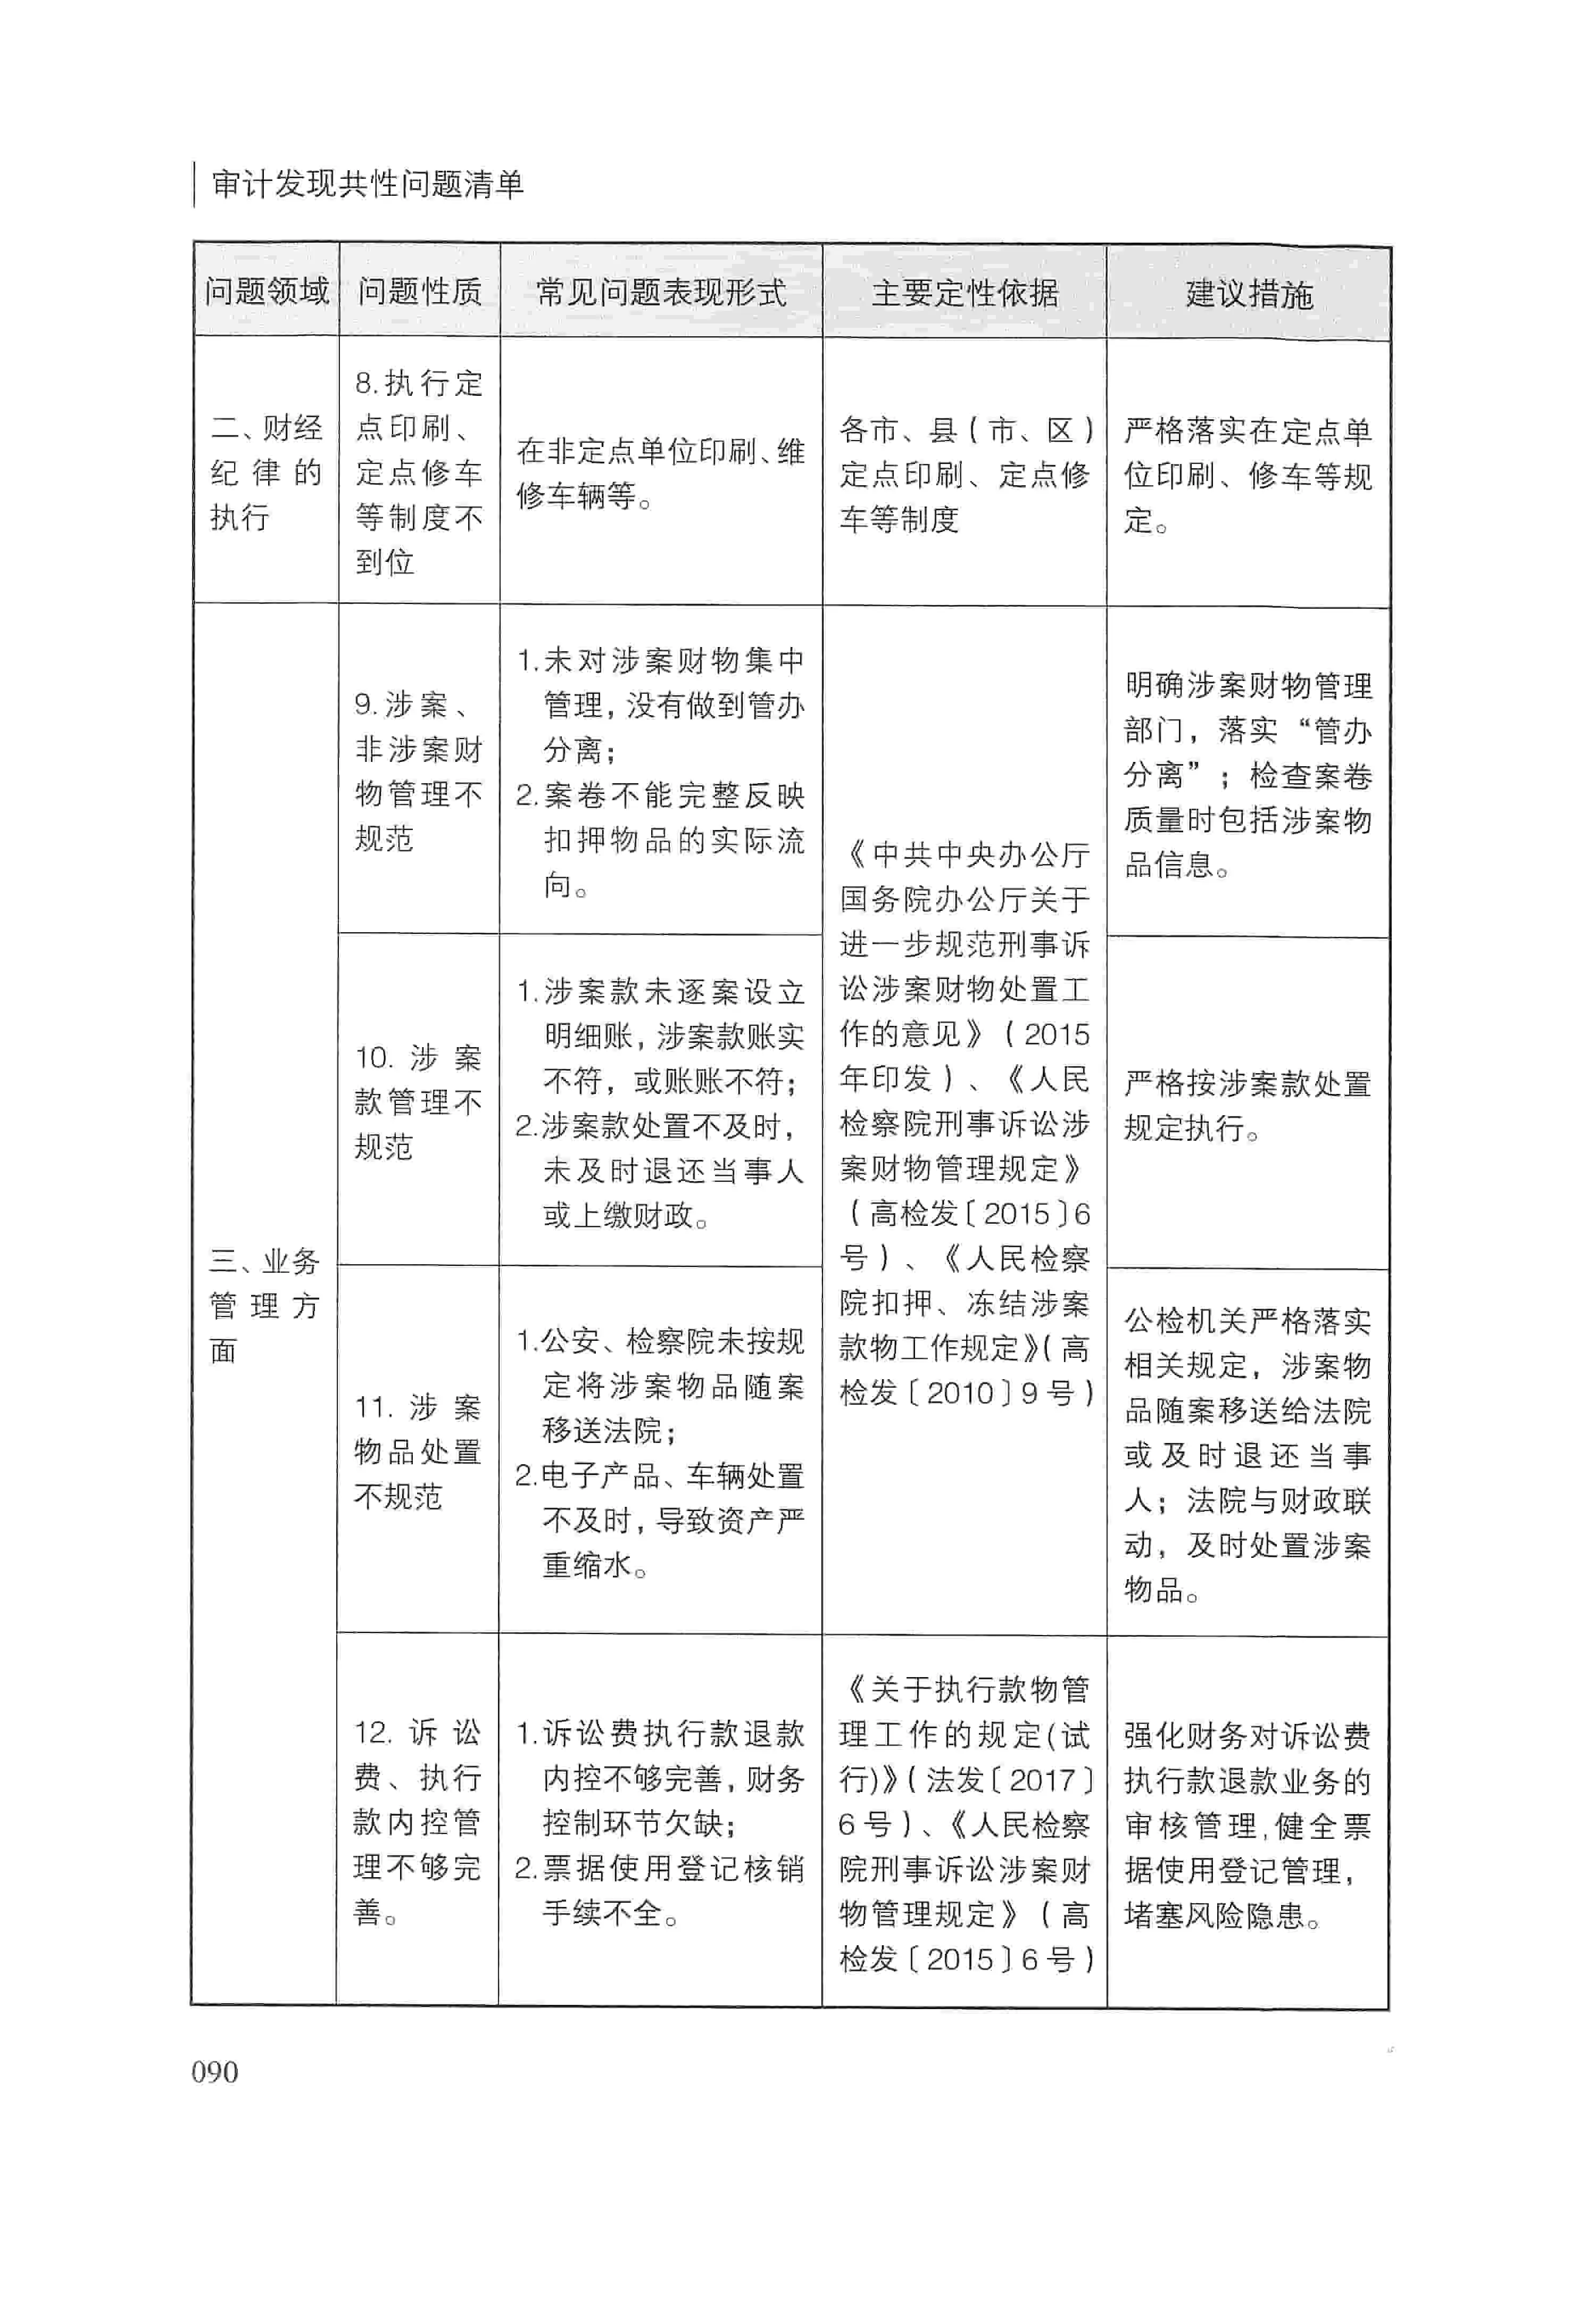 审计发现共性问题清单
问题领域
问题性质
常见问题表现形式
主要定性依据
建议措施
二、财经
纪律的
执行
8.执行定
点印刷、
定点修车
等制度不
到位
在非定点单位印刷、维
修车辆等。
各市、县（市、区）
定点印刷、定点修
车等制度
严格落实在定点单
位印刷、修车等规
定。
三、业务
管理方
面
9.涉案、
非涉案财
物管理不
规范
1.未对涉案财物集中
管理，没有做到管办
分离；
2.案卷不能完整反映
扣押物品的实际流
向。
《中共中央办公厅
国务院办公厅关于
进一步规范刑事诉
讼涉案财物处置工
作的意见》（2015
年印发）、《人民
检察院刑事诉讼涉
案财物管理规定》
（高检发〔2015〕6
号）、《人民检察
院扣押、冻结涉案
款物工作规定》（高
检发〔2010〕9号）
明确涉案财物管理
部门，落实“管办
分离”；检查案卷
质量时包括涉案物
品信息。
10.涉案
款管理不
规范
1.涉案款未逐案设立
明细账，涉案款账实
不符，或账账不符；
2.涉案款处置不及时，
未及时退还当事人
或上缴财政。
严格按涉案款处置
规定执行。
11.涉案
物品处置
不规范
1.公安、检察院未按规
定将涉案物品随案
移送法院；
2.电子产品、车辆处置
不及时，导致资产严
重缩水。
公检机关严格落实
相关规定，涉案物
品随案移送给法院
或及时退还当事
人；法院与财政联
动，及时处置涉案
物品。
12.诉讼
费、执行
款内控管
理不够完
善。
1.诉讼费执行款退款
内控不够完善，财务
控制环节欠缺；
2.票据使用登记核销
手续不全。
《关于执行款物管
理工作的规定(试
行)》（法发〔2017〕
6号）、《人民检察
院刑事诉讼涉案财
物管理规定》（高
检发〔2015〕6号）
强化财务对诉讼费
执行款退款业务的
审核管理,健全票
据使用登记管理，
堵塞风险隐患。
090